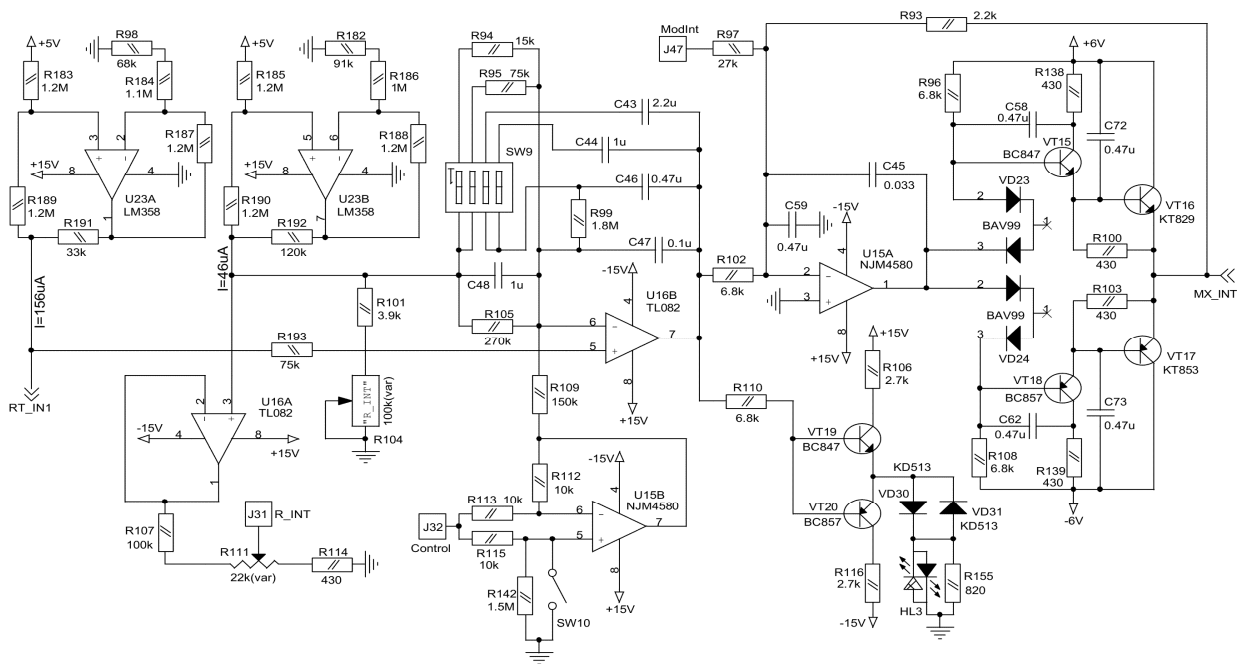 R98
68k
+5V
R183
1.2M
R184
1.1M
R187
1.2M
3
2
+
-
+15V
8
4
U23A
LM358
1
R189
1.2M
R191
33k
I=156uA
RT_IN1
R182
91k
+5V
R185
1.2M
R186
1M
R188
1.2M
5
6
+
-
+15V
8
4
U23B
LM358
7
R190
1.2M
R192
120k
I=46uA
R193
75k
R101
3.9k
"R_INT"
100k(var)
R104
2
3
-
+
U16A
TL082
-15V
4
8
+15V
1
R107
100k
J31
R_INT
R111
22k(var)
R114
430
R94
15k
R95
75k
C43
2.2u
C44
1u
SW9
1
C46
0.47u
R99
1.8M
C47
0.1u
C48
1u
R105
270k
-15V
4
U16B
TL082
6
-
5
+
7
8
+15V
R109
150k
R112
10k
-15V
4
U15B
NJM4580
R113
10k
6
-
7
J32
Control
R115
10k
5
+
8
+15V
R142
1.5M
SW10
ModInt
J47
R97
27k
R93
2.2k
C45
0.033
C59
0.47u
-15V
4
U15A
NJM4580
R102
6.8k
2
-
3
+
1
8
+15V
+15V
R106
2.7k
R110
6.8k
VT19
BC847
-15V
VT20
BC857
R116
2.7k
-15V
KD513
VD30
VD31
KD513
HL3
R155
820
+6V
R96
6.8k
R138
430
C58
0.47u
C72
0.47u
VT15
BC847
VD23
2
1
BAV99
3
VT16
KT829
R100
430
MX_INT
2
R103
430
1
BAV99
3
VD24
VT17
KT853
VT18
BC857
C62
0.47u
C73
0.47u
R108
6.8k
R139
430
-6V